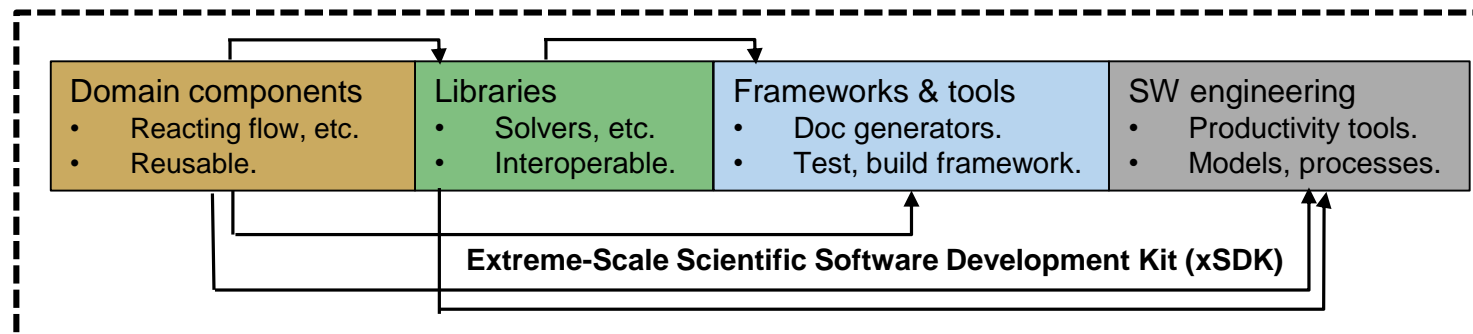 Domain components
• Reacting flow, etc.
• Reusable.
Libraries
• Solvers, etc.
• Interoperable.
Frameworks & tools
• Doc generators.
• Test, build framework.
SW engineering
• Productivity tools.
• Models, processes.
Extreme-Scale Scientific Software Development Kit (xSDK)